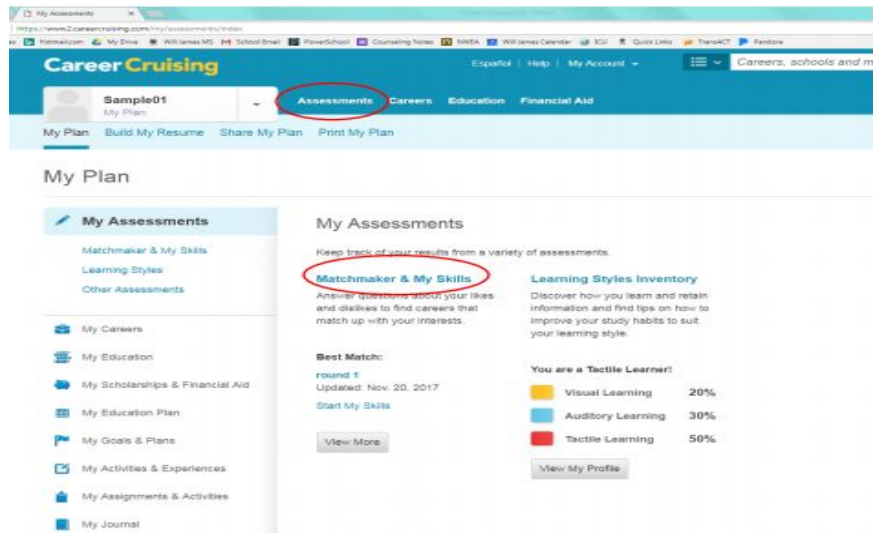 My Assessments
https://www2.careercruising.com/my/assessments/index
Hotmail.com My Drive Williams MS School Email PowerSchool Counseling Notes NWEA Williams Calendar ICU Quick Links TransACT Pandora
Career Cruising
Español | Help | My Account
Careers, schools and m
Sample01
My Plan
Assessments Careers Education Financial Aid
My Plan Build My Resume Share My Plan Print My Plan
My Plan
My Assessments
Matchmaker & My Skills
Learning Styles
Other Assessments
My Careers
My Education
My Scholarships & Financial Aid
My Education Plan
My Goals & Plans
My Activities & Experiences
My Assignments & Activities
My Journal
My Assessments
Keep track of your results from a variety of assessments.
Matchmaker & My Skills
Answer questions about your likes
and dislikes to find careers that
match up with your interests.
Best Match:
round 1
Updated: Nov. 20, 2017
Start My Skills
View More
Learning Styles Inventory
Discover how you learn and retain
information and find tips on how to
improve your study habits to suit
your learning style.
You are a Tactile Learner!
Visual Learning 20%
Auditory Learning 30%
Tactile Learning 50%
View My Profile